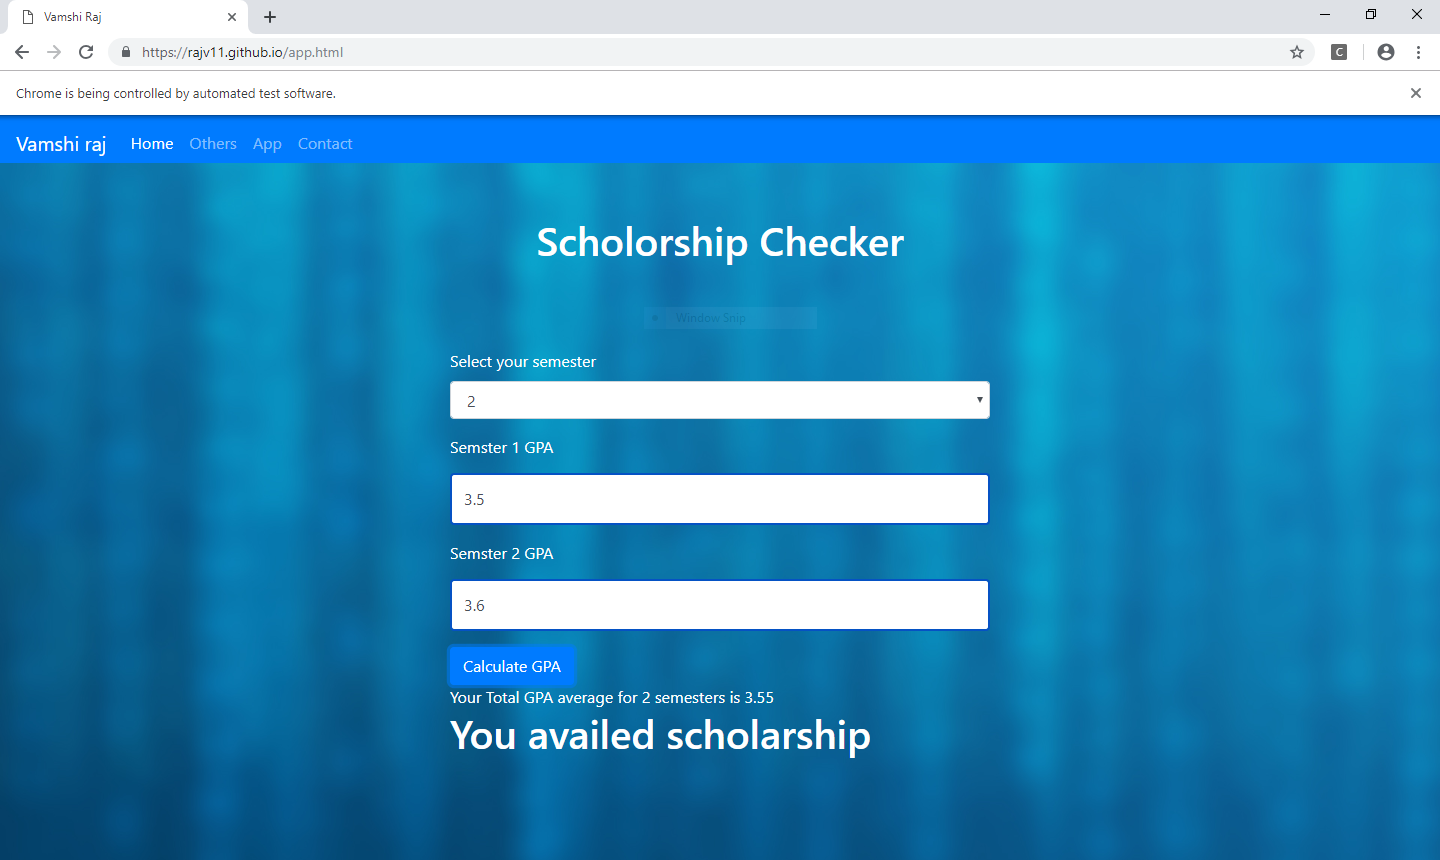 Vamshi Raj
https://rajv11.github.io/app.html
C
Chrome is being controlled by automated test software.
Vamshi raj Home Others App Contact
Scholorship Checker
Window Snip
Select your semester
2
Semster 1 GPA
3.5
Semster 2 GPA
3.6
Calculate GPA
Your Total GPA average for 2 semesters is 3.55
You availed scholarship